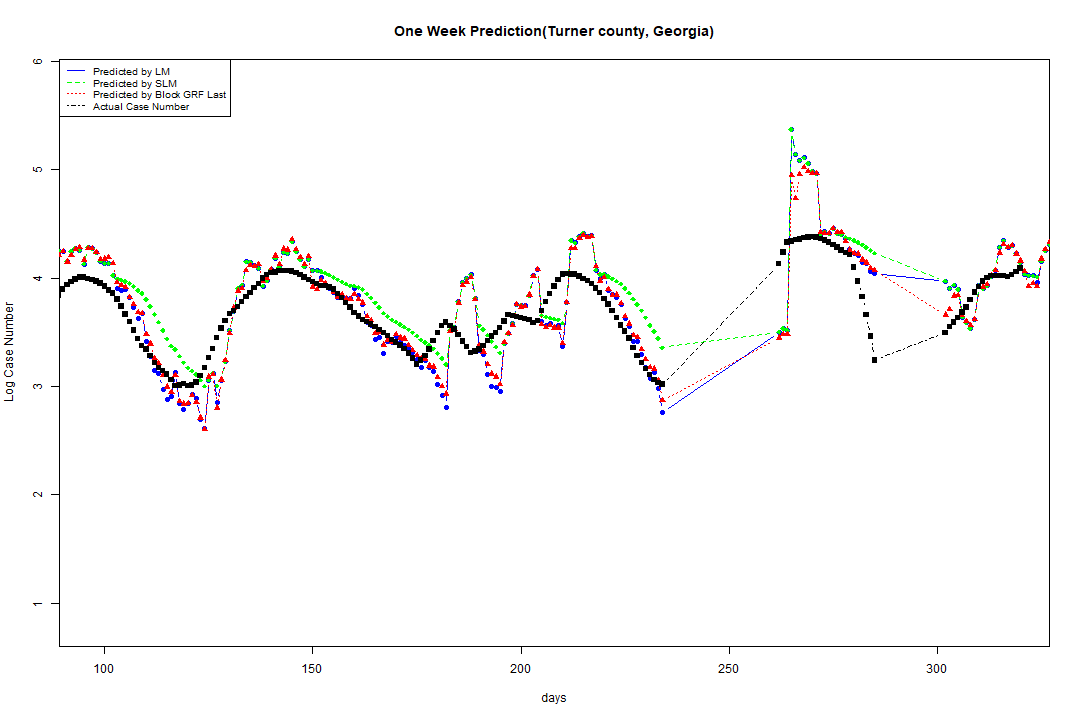 One Week Prediction(Turner county, Georgia)
Predicted by LM
Predicted by SLM
Predicted by Block GRF Last
Actual Case Number
6
5
4
3
2
1
Log Case Number
100 150 200 250 300
days